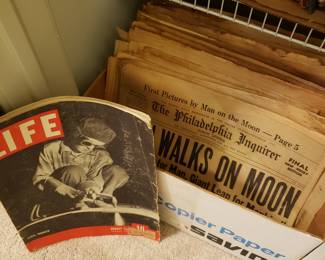 LIFE
First Pictures by Man on the Moon — Page 5
The Philadelphia Inquirer
FINAL
WALKS ON MOON
for Man, Giant Leap for
Copier Paper
savin